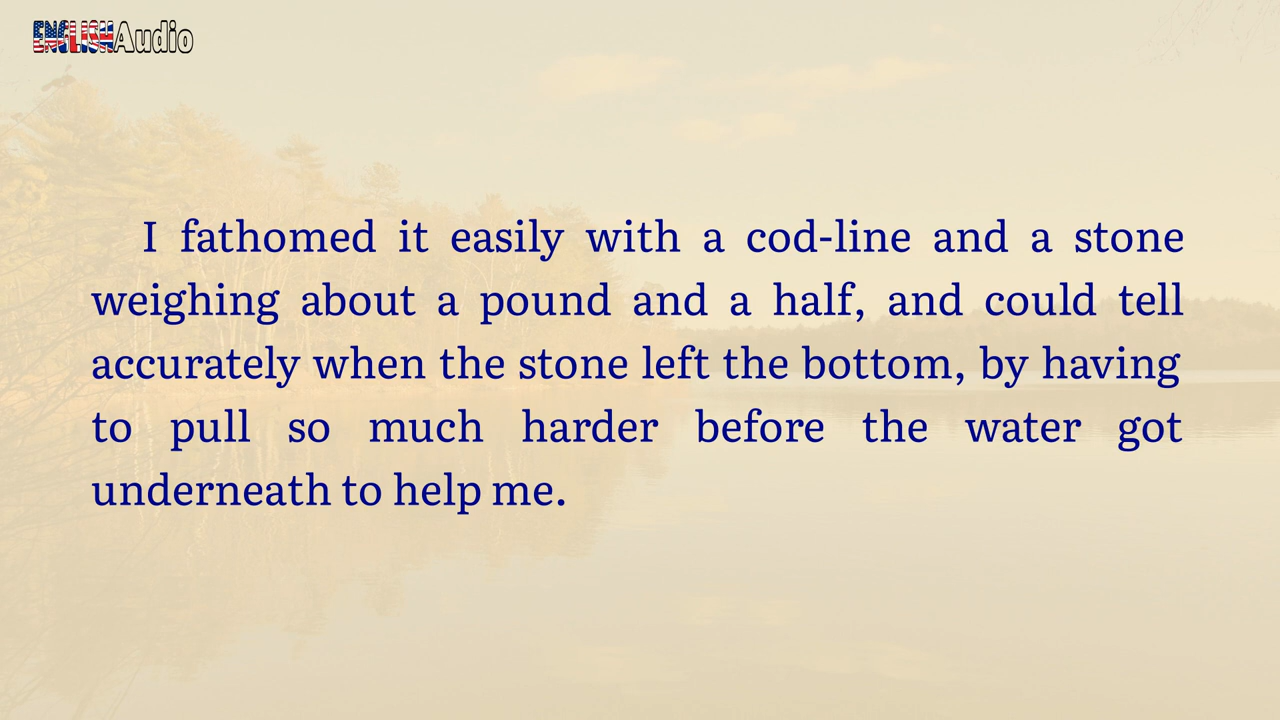 ENGLISHAudio
I fathomed it easily with a cod-line and a stone
weighing about a pound and a half, and could tell
accurately when the stone left the bottom, by having
to pull so much harder before the water got
underneath to help me.